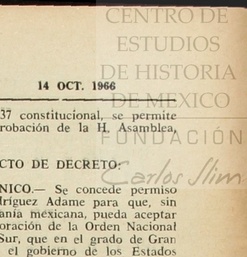 CENTRO DE
ESTUDIOS
DE HISTORIA
DE MEXICO
FUNDACIÓN
Carlos Slim
14 OCT. 1966
37 constitucional, se permite
robación de la H. Asamblea,
CTO DE DECRETO:
NICO.— Se concede permiso
dríguez Adame para que, sin
anía mexicana, pueda aceptar
oración de la Orden Nacional
Sur, que en el grado de Gran
el gobierno de los Estados